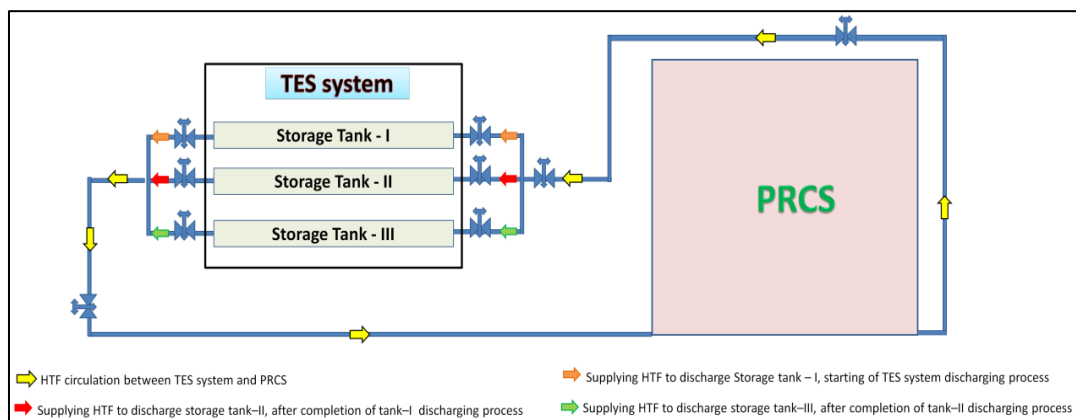 TES system
Storage Tank - I
Storage Tank - II
Storage Tank - III
PRCS
HTF circulation between TES system and PRCS
Supplying HTF to discharge Storage tank – I, starting of TES system discharging process
Supplying HTF to discharge storage tank–II, after completion of tank–I discharging process
Supplying HTF to discharge storage tank–III, after completion of tank–II discharging process